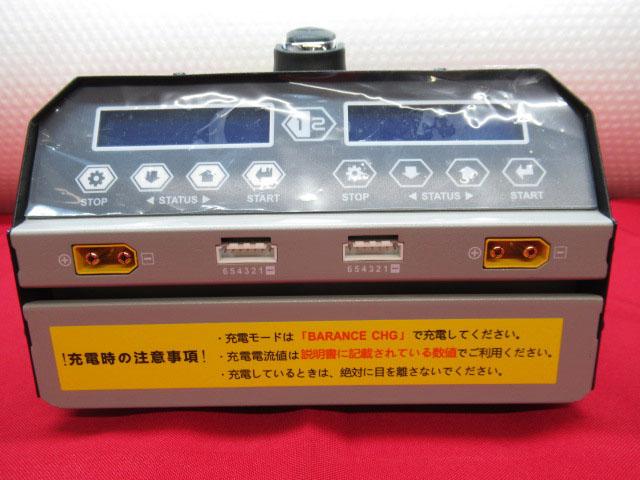 12
STOP ◀ STATUS ▶ START
STOP ◀ STATUS ▶ START
+ - 654321- 654321- + -
!充電時の注意事項!
・充電モードは「BARANCE CHG」で充電してください。
・充電電流値は説明書に記載されている数値でご利用ください。
・充電しているときは、絶対に目を離さないでください。